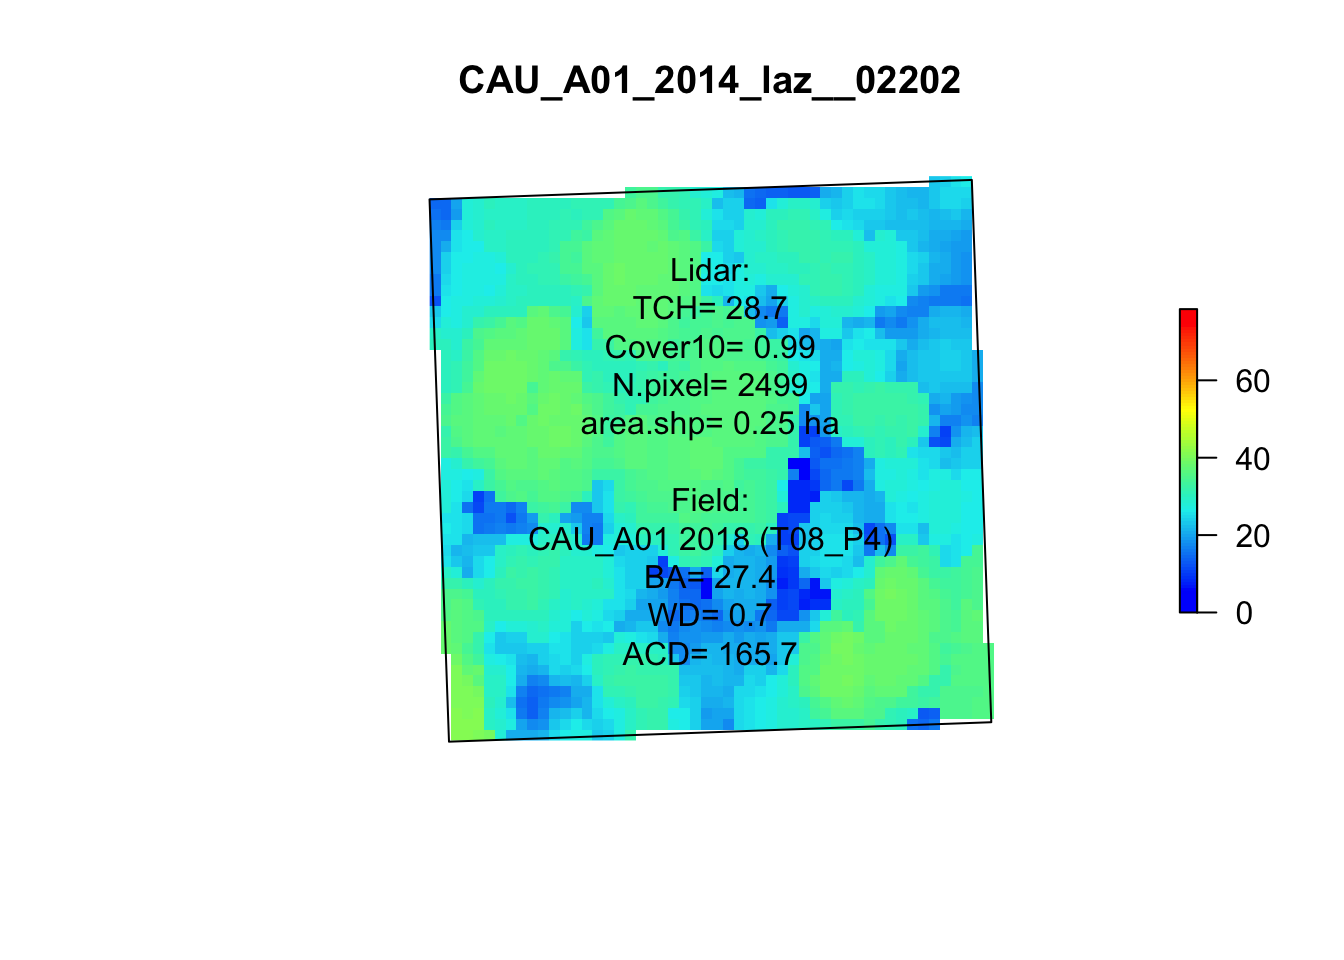 CAU_A01_2014_laz__02202
Lidar:
TCH= 28.7
Cover10= 0.99
N.pixel= 2499
area.shp= 0.25 ha
Field:
CAU_A01 2018 (T08_P4)
BA= 27.4
WD= 0.7
ACD= 165.7
60
40
20
0